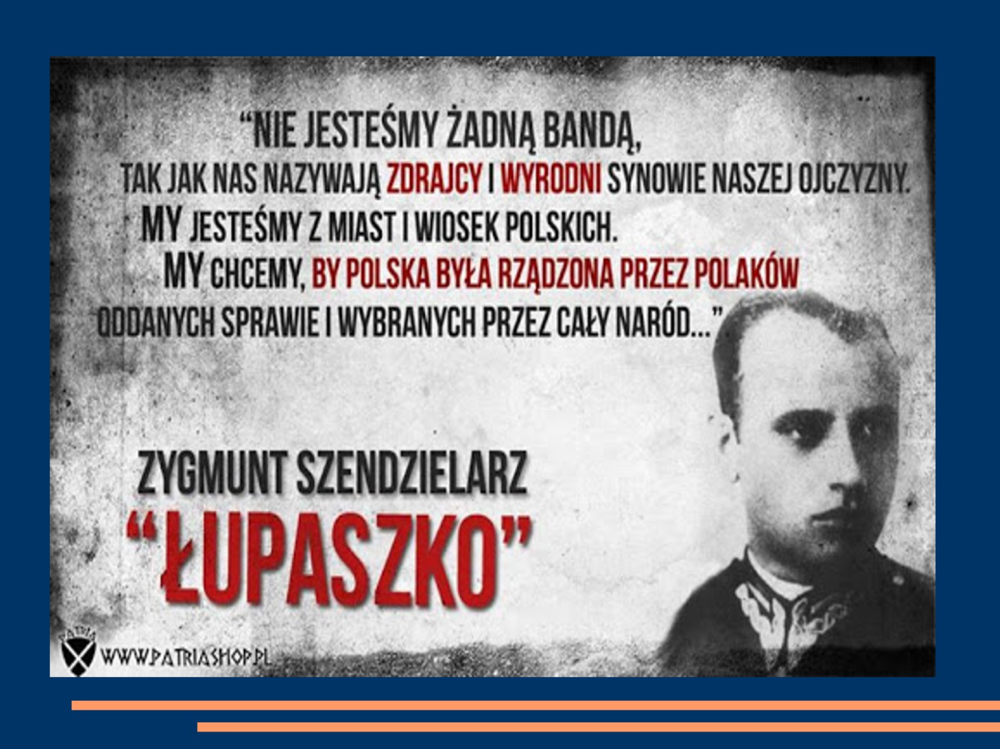 “NIE JESTEŚMY ŻADNĄ BANDĄ,
TAK JAK NAS NAZYWAJĄ ZDRAJCY I WYRODNI SYNOWIE NASZEJ OJCZYZNY.
MY JESTEŚMY Z MIAST I WIOSEK POLSKICH.
MY CHCEMY, BY POLSKA BYŁA RZĄDZONA PRZEZ POLAKÓW
ODDANYCH SPRAWIE I WYBRANYCH PRZEZ CAŁY NARÓD...”
ZYGMUNT SZENDZIELARZ
“ŁUPASZKO”
PATRIA
WWW.PATRIASHOP.PL